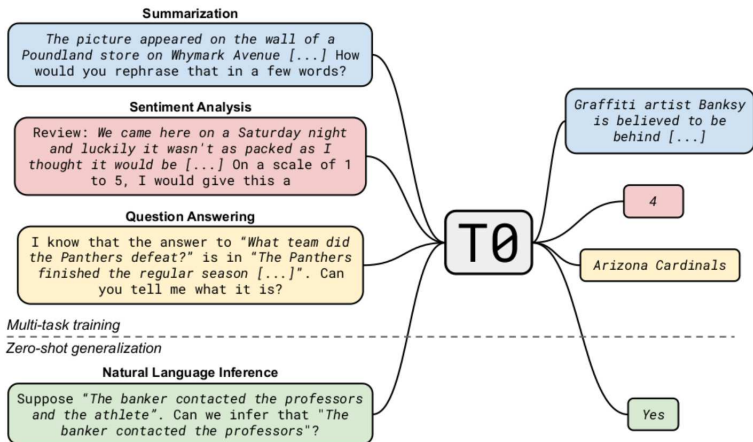 Summarization
The picture appeared on the wall of a
Poundland store on Whymark Avenue [...] How
would you rephrase that in a few words?
Sentiment Analysis
Review: We came here on a Saturday night
and luckily it wasn't as packed as I
thought it would be [...] On a scale of 1
to 5, I would give this a
Question Answering
I know that the answer to “What team did
the Panthers defeat?” is in “The Panthers
finished the regular season [...]”. Can
you tell me what it is?
Multi-task training
Zero-shot generalization
Natural Language Inference
Suppose “The banker contacted the professors
and the athlete”. Can we infer that "The
banker contacted the professors"?
T0
Graffiti artist Banksy
is believed to be
behind [...]
4
Arizona Cardinals
Yes